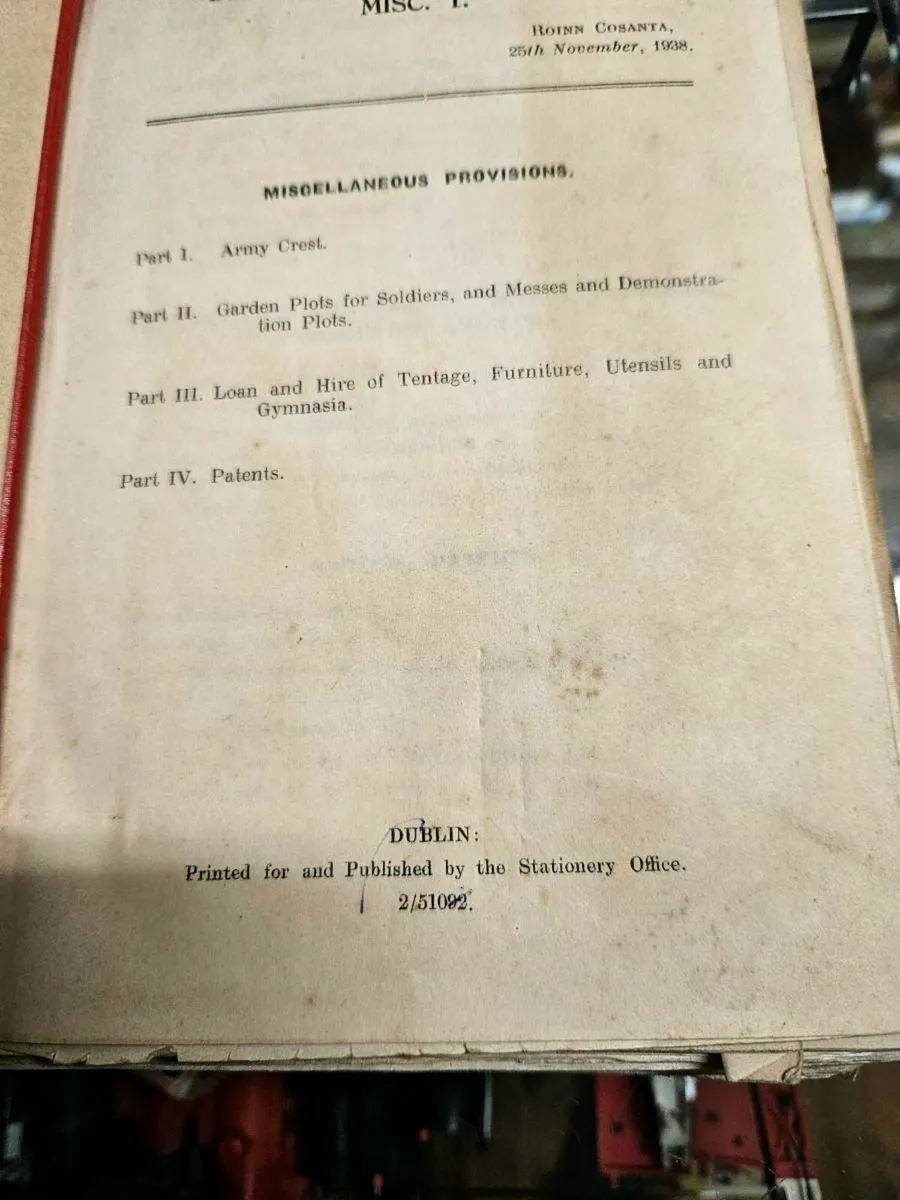 MISC. 1.
ROINN COSANTA,
25th November, 1938.
MISCELLANEOUS PROVISIONS.
Part I. Army Crest.
Part II. Garden Plots for Soldiers, and Messes and Demonstra-
tion Plots.
Part III. Loan and Hire of Tentage, Furniture, Utensils and
Gymnasia.
Part IV. Patents.
DUBLIN:
Printed for and Published by the Stationery Office.
2/51092.